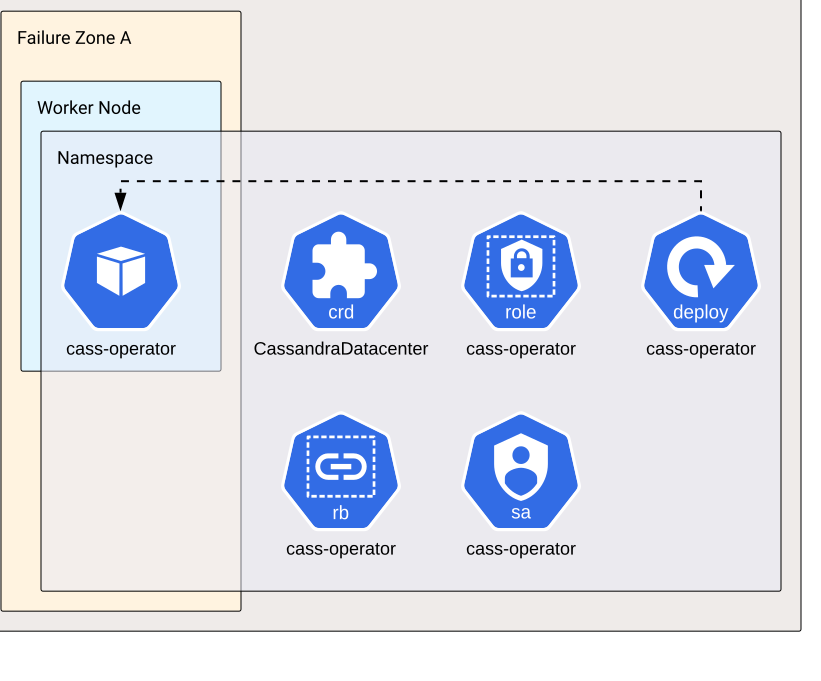 Failure Zone A
Worker Node
Namespace
crd
role
deploy
cass-operator
CassandraDatacenter
cass-operator
cass-operator
rb
sa
cass-operator
cass-operator